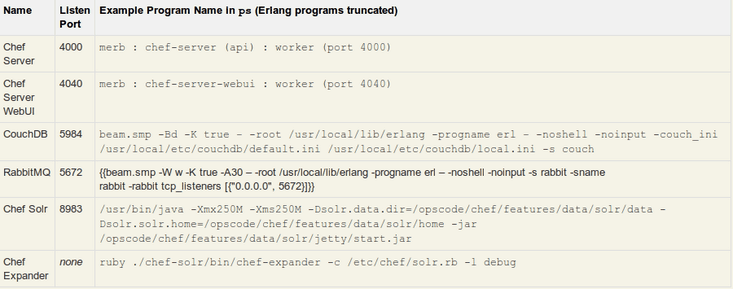 Name Listen Port Example Program Name in ps (Erlang programs truncated)
Chef Server 4000 merb : chef-server (api) : worker (port 4000)
Chef Server WebUI 4040 merb : chef-server-webui : worker (port 4040)
CouchDB 5984 beam.smp -Bd -K true – -root /usr/local/lib/erlang -progname erl – -noshell -noinput -couch_ini
/usr/local/etc/couchdb/default.ini /usr/local/etc/couchdb/local.ini -s couch
RabbitMQ 5672 {{beam.smp -W w -K true -A30 – -root /usr/local/lib/erlang -progname erl – -noshell -noinput -s rabbit -sname
rabbit -rabbit tcp_listeners [{"0.0.0.0", 5672}]}}
Chef Solr 8983 /usr/bin/java -Xmx250M -Xms250M -Dsolr.data.dir=/opscode/chef/features/data/solr/data -
Dsolr.solr.home=/opscode/chef/features/data/solr/home -jar
/opscode/chef/features/data/solr/jetty/start.jar
Chef Expander none ruby ./chef-solr/bin/chef-expander -c /etc/chef/solr.rb -l debug